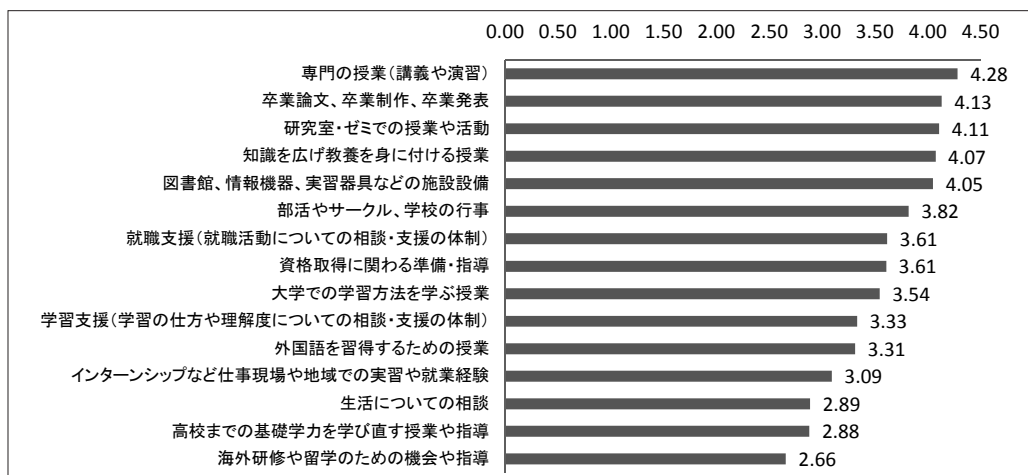 0.00 0.50 1.00 1.50 2.00 2.50 3.00 3.50 4.00 4.50
専門の授業（講義や演習） 4.28
卒業論文、卒業制作、卒業発表 4.13
研究室・ゼミでの授業や活動 4.11
知識を広げ教養を身に付ける授業 4.07
図書館、情報機器、実習器具などの施設設備 4.05
部活やサークル、学校の行事 3.82
就職支援（就職活動についての相談・支援の体制） 3.61
資格取得に関わる準備・指導 3.61
大学での学習方法を学ぶ授業 3.54
学習支援（学習の仕方や理解度についての相談・支援の体制） 3.33
外国語を習得するための授業 3.31
インターンシップなど仕事現場や地域での実習や就業経験 3.09
生活についての相談 2.89
高校までの基礎学力を学び直す授業や指導 2.88
海外研修や留学のための機会や指導 2.66